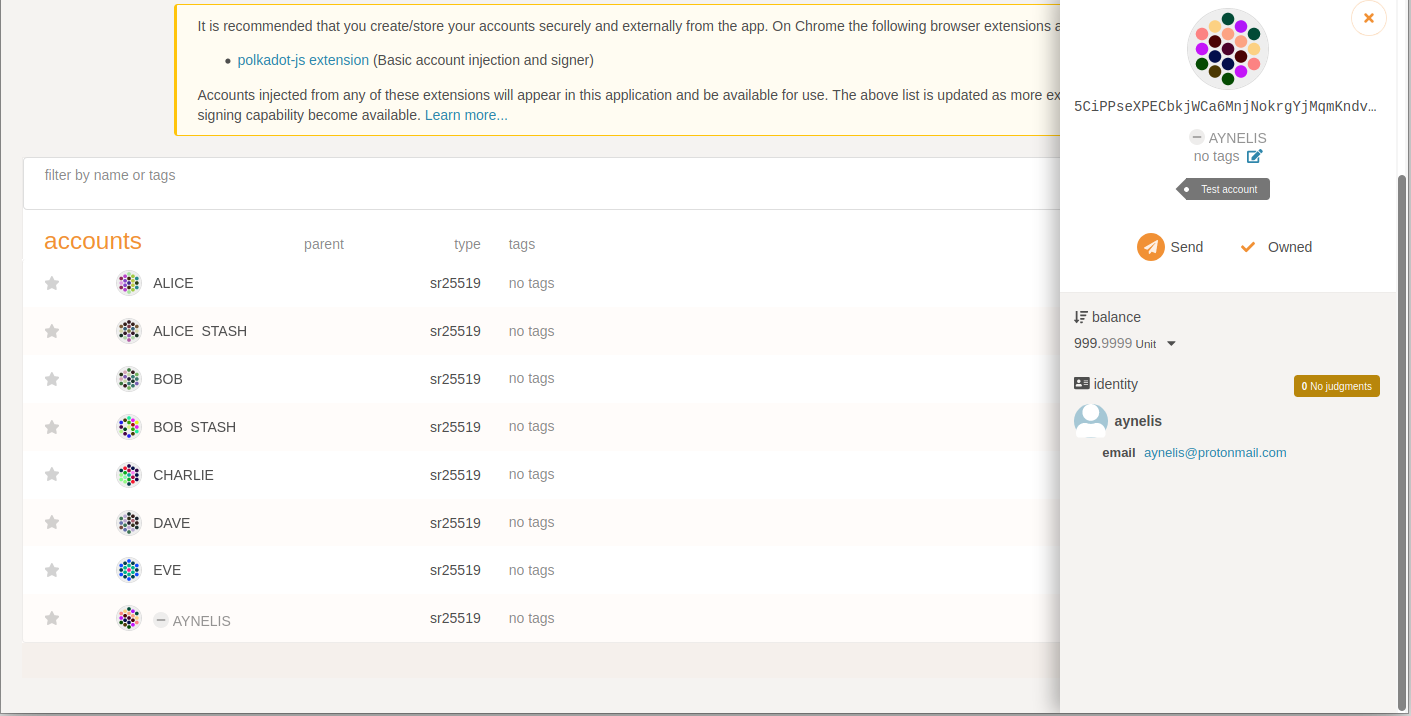 It is recommended that you create/store your accounts securely and externally from the app. On Chrome the following browser extensions
polkadot-js extension (Basic account injection and signer)
Accounts injected from any of these extensions will appear in this application and be available for use. The above list is updated as more
signing capability become available. Learn more...
filter by name or tags
accounts parent type tags
ALICE sr25519 no tags
ALICE STASH sr25519 no tags
BOB sr25519 no tags
BOB STASH sr25519 no tags
CHARLIE sr25519 no tags
DAVE sr25519 no tags
EVE sr25519 no tags
AYNELIS sr25519 no tags
5CiPPseXPECbkjWCa6MnjNokrgYjMqmKndv…
AYNELIS
no tags
Test account
Send Owned
balance
999.9999 Unit
identity 0 No judgments
aynelis
email aynelis@protonmail.com